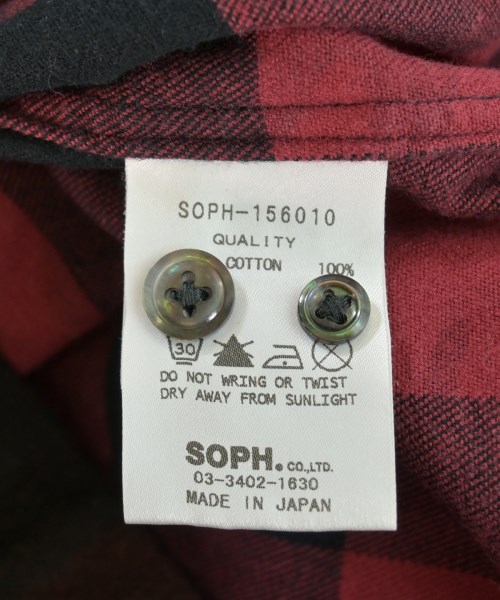 SOPH-156010
QUALITY
COTTON 100%
30
DO NOT WRING OR TWIST
DRY AWAY FROM SUNLIGHT
SOPH. CO.,LTD.
03-3402-1630
MADE IN JAPAN